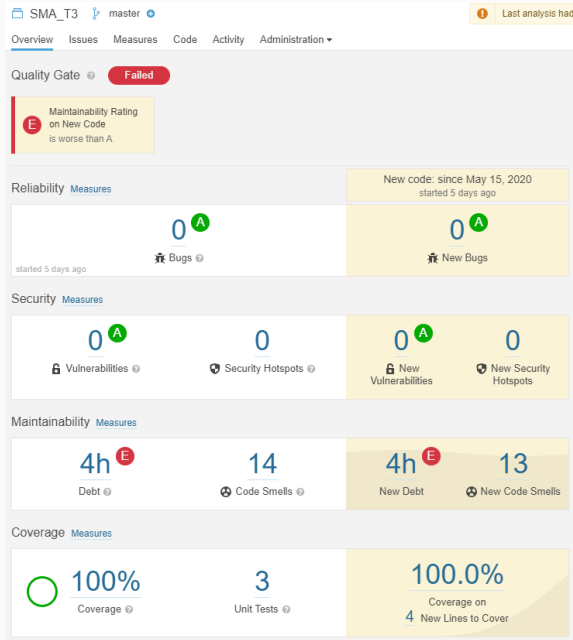 SMA_T3 master
Last analysis had
Overview Issues Measures Code Activity Administration
Quality Gate ? Failed
E
Maintainability Rating
on New Code
is worse than A
New code: since May 15, 2020
started 5 days ago
Reliability Measures
0 A
Bugs ?
started 5 days ago
0 A
New Bugs
Security Measures
0 A
Vulnerabilities ?
0
Security Hotspots ?
0 A
New
Vulnerabilities
0
New Security
Hotspots
Maintainability Measures
4h E
Debt ?
14
Code Smells ?
4h E
New Debt
13
New Code Smells
Coverage Measures
100%
Coverage ?
3
Unit Tests ?
100.0%
Coverage on
4 New Lines to Cover